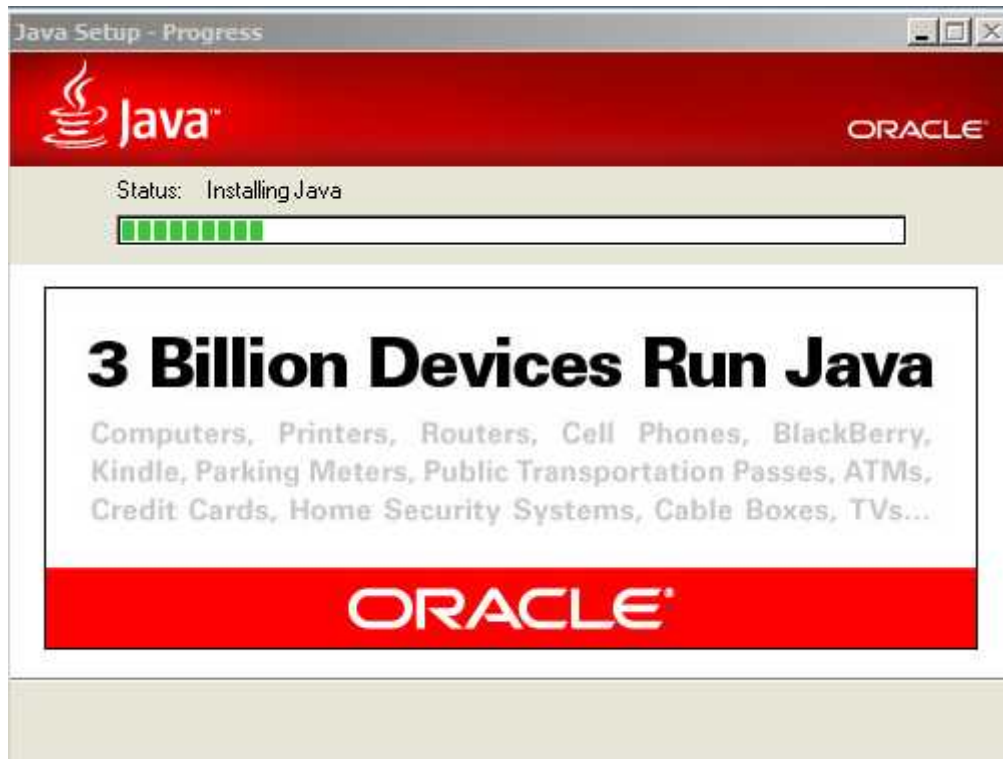 Java Setup - Progress
Java™
ORACLE®
Status: Installing Java
3 Billion Devices Run Java
Computers, Printers, Routers, Cell Phones, BlackBerry,
Kindle, Parking Meters, Public Transportation Passes, ATMs,
Credit Cards, Home Security Systems, Cable Boxes, TVs...
ORACLE®